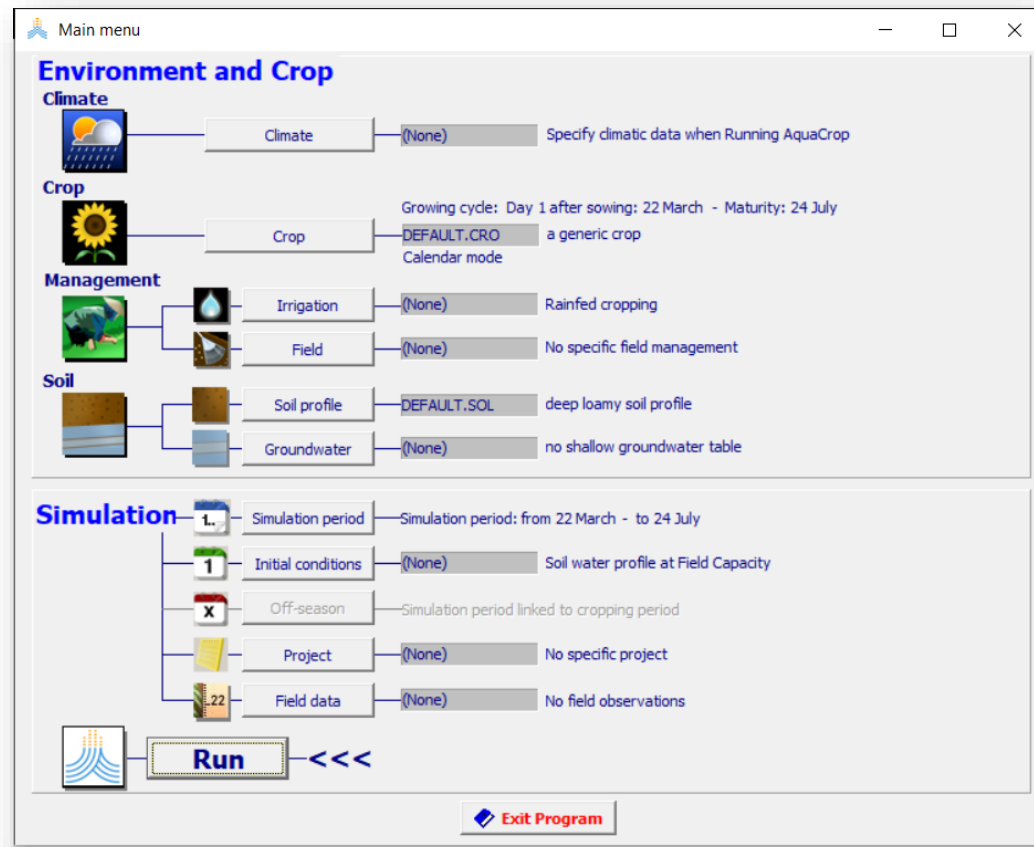 Main menu
Environment and Crop
Climate
Climate
(None)
Specify climatic data when Running AquaCrop
Crop
Growing cycle: Day 1 after sowing: 22 March - Maturity: 24 July
Crop
DEFAULT.CRO
a generic crop
Calendar mode
Management
Irrigation
(None)
Rainfed cropping
Field
(None)
No specific field management
Soil
Soil profile
DEFAULT.SOL
deep loamy soil profile
Groundwater
(None)
no shallow groundwater table
Simulation
1..
Simulation period
Simulation period: from 22 March - to 24 July
1
Initial conditions
(None)
Soil water profile at Field Capacity
X
Off-season
Simulation period linked to cropping period
Project
(None)
No specific project
.22
Field data
(None)
No field observations
Run
<<<
Exit Program